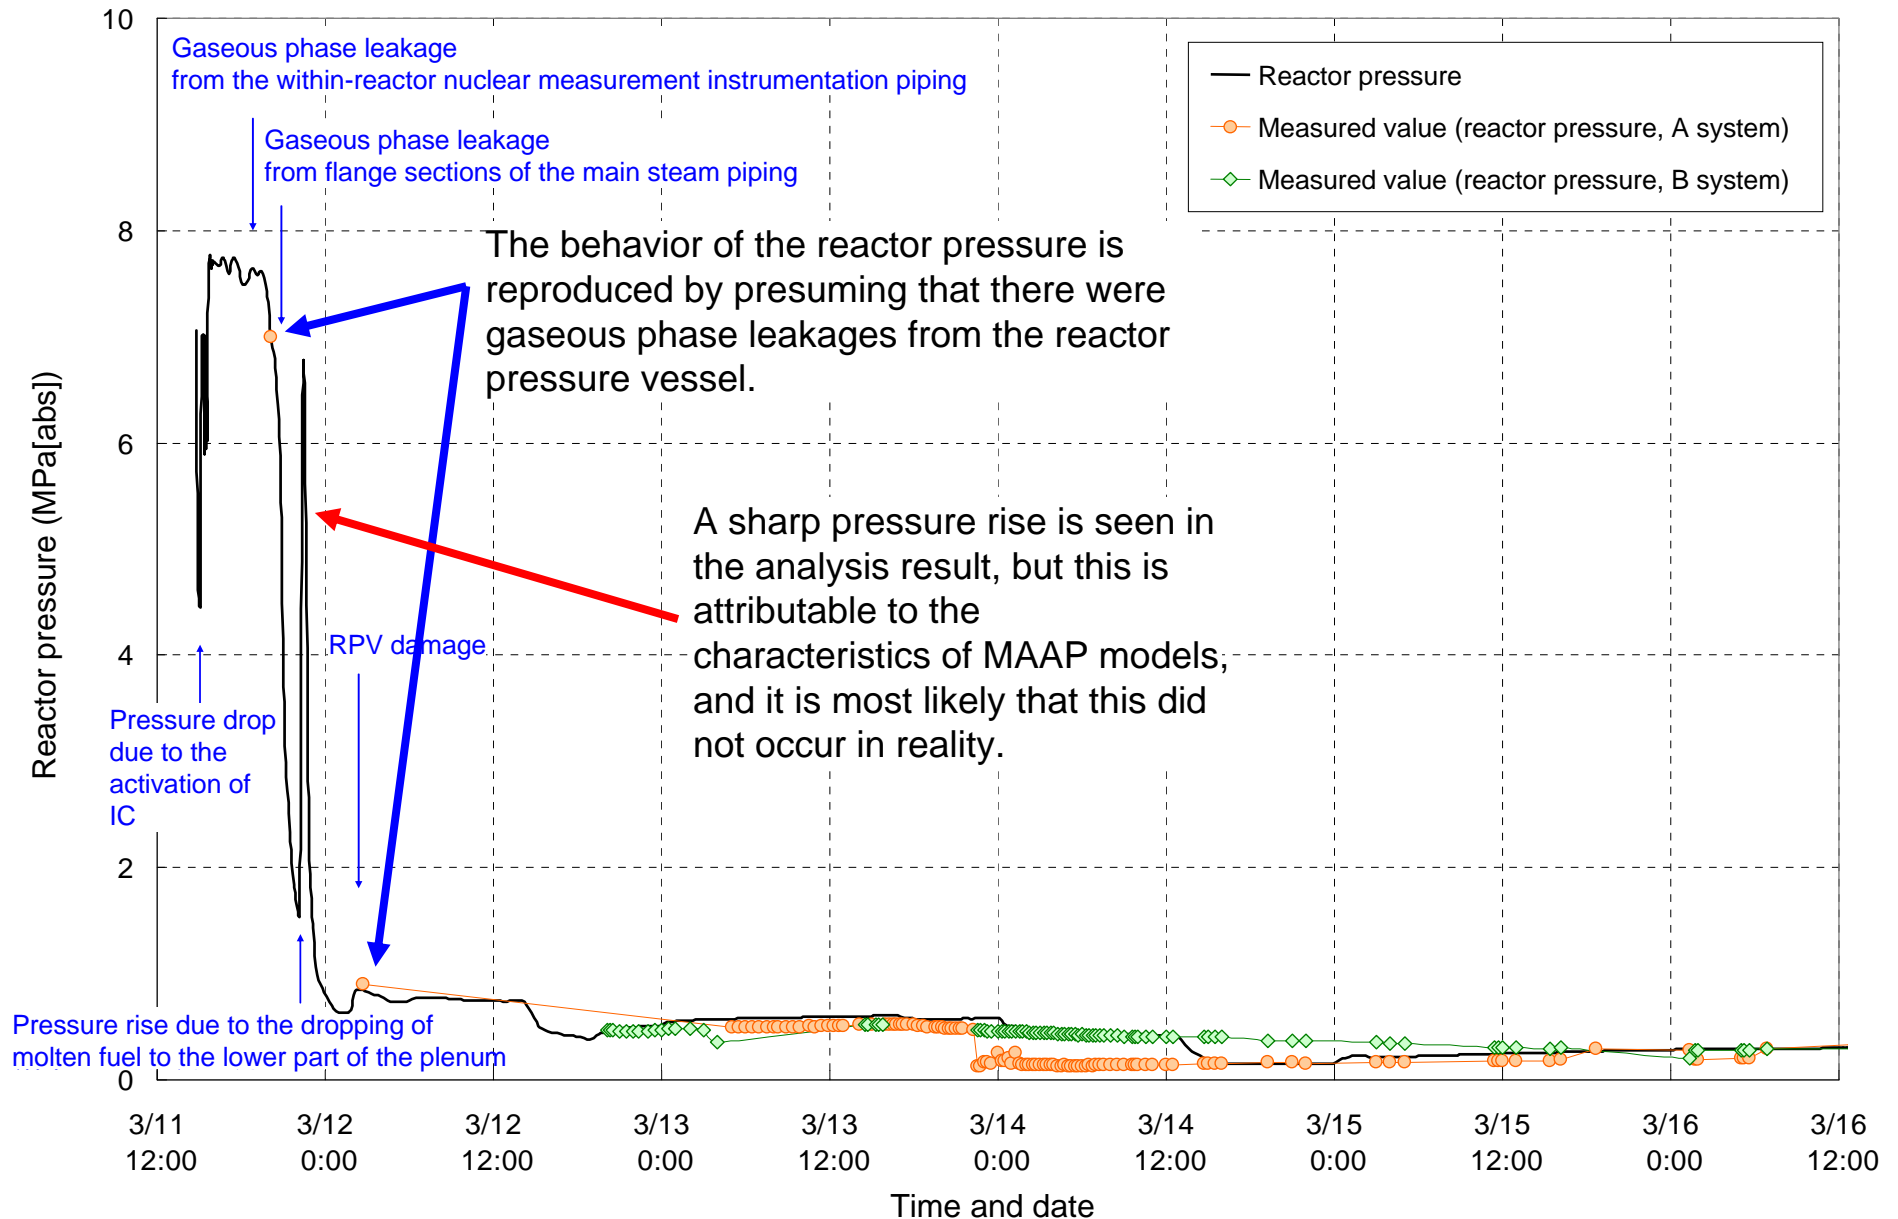 Gaseous phase leakage
from the within-reactor nuclear measurement instrumentation piping
Gaseous phase leakage
from flange sections of the main steam piping
Reactor pressure
Measured value (reactor pressure, A system)
Measured value (reactor pressure, B system)
The behavior of the reactor pressure is
reproduced by presuming that there were
gaseous phase leakages from the reactor
pressure vessel.
A sharp pressure rise is seen in
the analysis result, but this is
attributable to the
characteristics of MAAP models,
and it is most likely that this did
not occur in reality.
RPV damage
Pressure drop
due to the
activation of
IC
Pressure rise due to the dropping of
molten fuel to the lower part of the plenum
Reactor pressure (MPa[abs])
10
8
6
4
2
0
3/11 3/12 3/12 3/13 3/13 3/14 3/14 3/15 3/15 3/16 3/16
12:00 0:00 12:00 0:00 12:00 0:00 12:00 0:00 12:00 0:00 12:00
Time and date